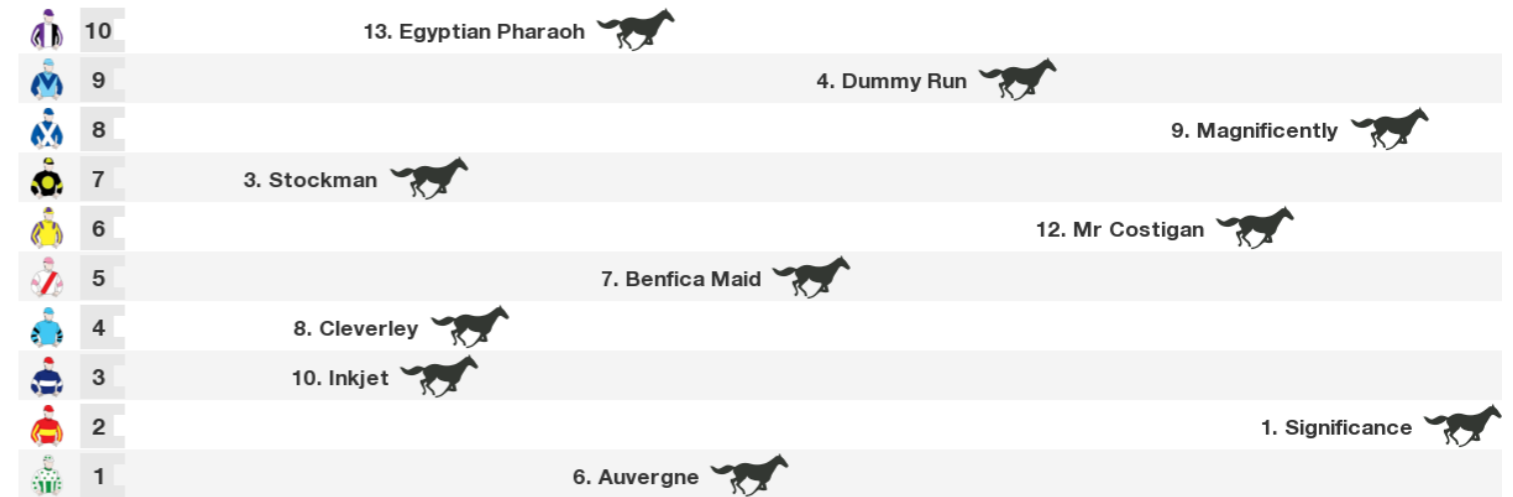 10 13. Egyptian Pharaoh
9 4. Dummy Run
8 9. Magnificently
7 3. Stockman
6 12. Mr Costigan
5 7. Benfica Maid
4 8. Cleverley
3 10. Inkjet
2 1. Significance
1 6. Auvergne